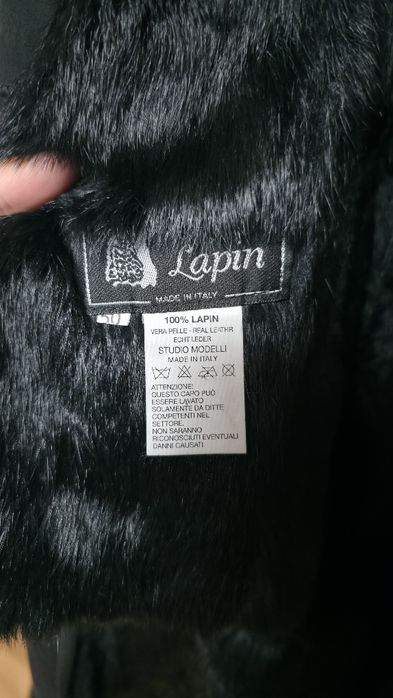 Lapin
MADE IN ITALY
50
100% LAPIN
VERA PELLE - REAL LEATHR
ECHT LEDER
STUDIO MODELLI
MADE IN ITALY
ATTENZIONE:
QUESTO CAPO PUÒ
ESSERE LAVATO
SOLAMENTE DA DITTE
COMPETENTI NEL
SETTORE.
NON SARANNO
RICONOSCIUTI EVENTUALI
DANNI CAUSATI.